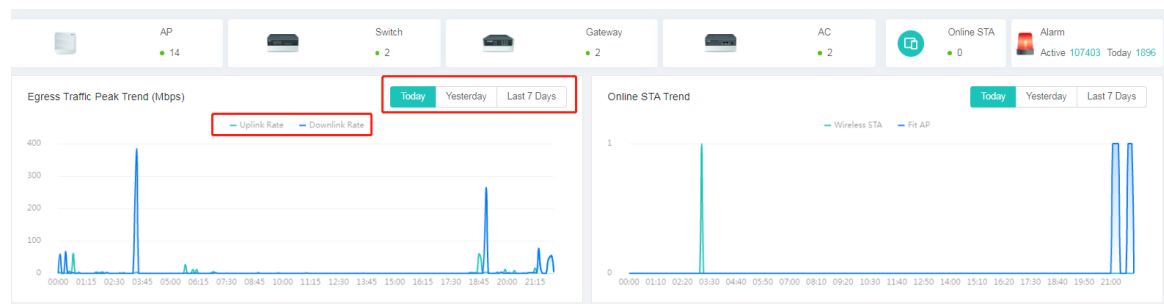 AP
14
Switch
2
Gateway
2
AC
2
Online STA
0
Alarm
Active 107403 Today 1896
Egress Traffic Peak Trend (Mbps)
Today Yesterday Last 7 Days
Uplink Rate Downlink Rate
400
300
200
100
0
00:00 01:15 02:30 03:45 05:00 06:15 07:30 08:45 10:00 11:15 12:30 13:45 15:00 16:15 17:30 18:45 20:00 21:15
Online STA Trend
Today Yesterday Last 7 Days
Wireless STA Fit AP
1
0
00:00 01:10 02:20 03:30 04:40 05:50 07:00 08:10 09:20 10:30 11:40 12:50 14:00 15:10 16:20 17:30 18:40 19:50 21:00